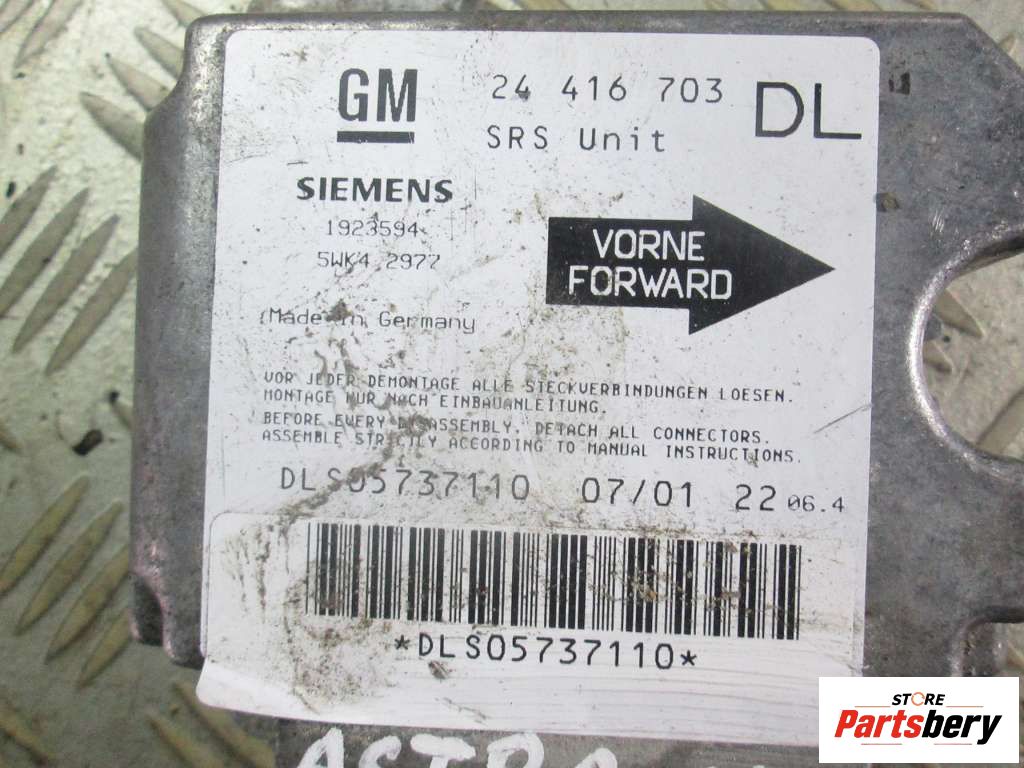 GM 24 416 703 DL
SRS Unit
SIEMENS
1923594
5WK4 2977
VORNE
FORWARD
Made in Germany
VOR JEDER DEMONTAGE ALLE STECKVERBINDUNGEN LOESEN.
MONTAGE NUR NACH EINBAUANLEITUNG.
BEFORE EVERY DISASSEMBLY, DETACH ALL CONNECTORS.
ASSEMBLE STRICTLY ACCORDING TO MANUAL INSTRUCTIONS.
DLS05737110 07/01 22 06.4
*DLS05737110*
ASTRA
STORE
Partsbery